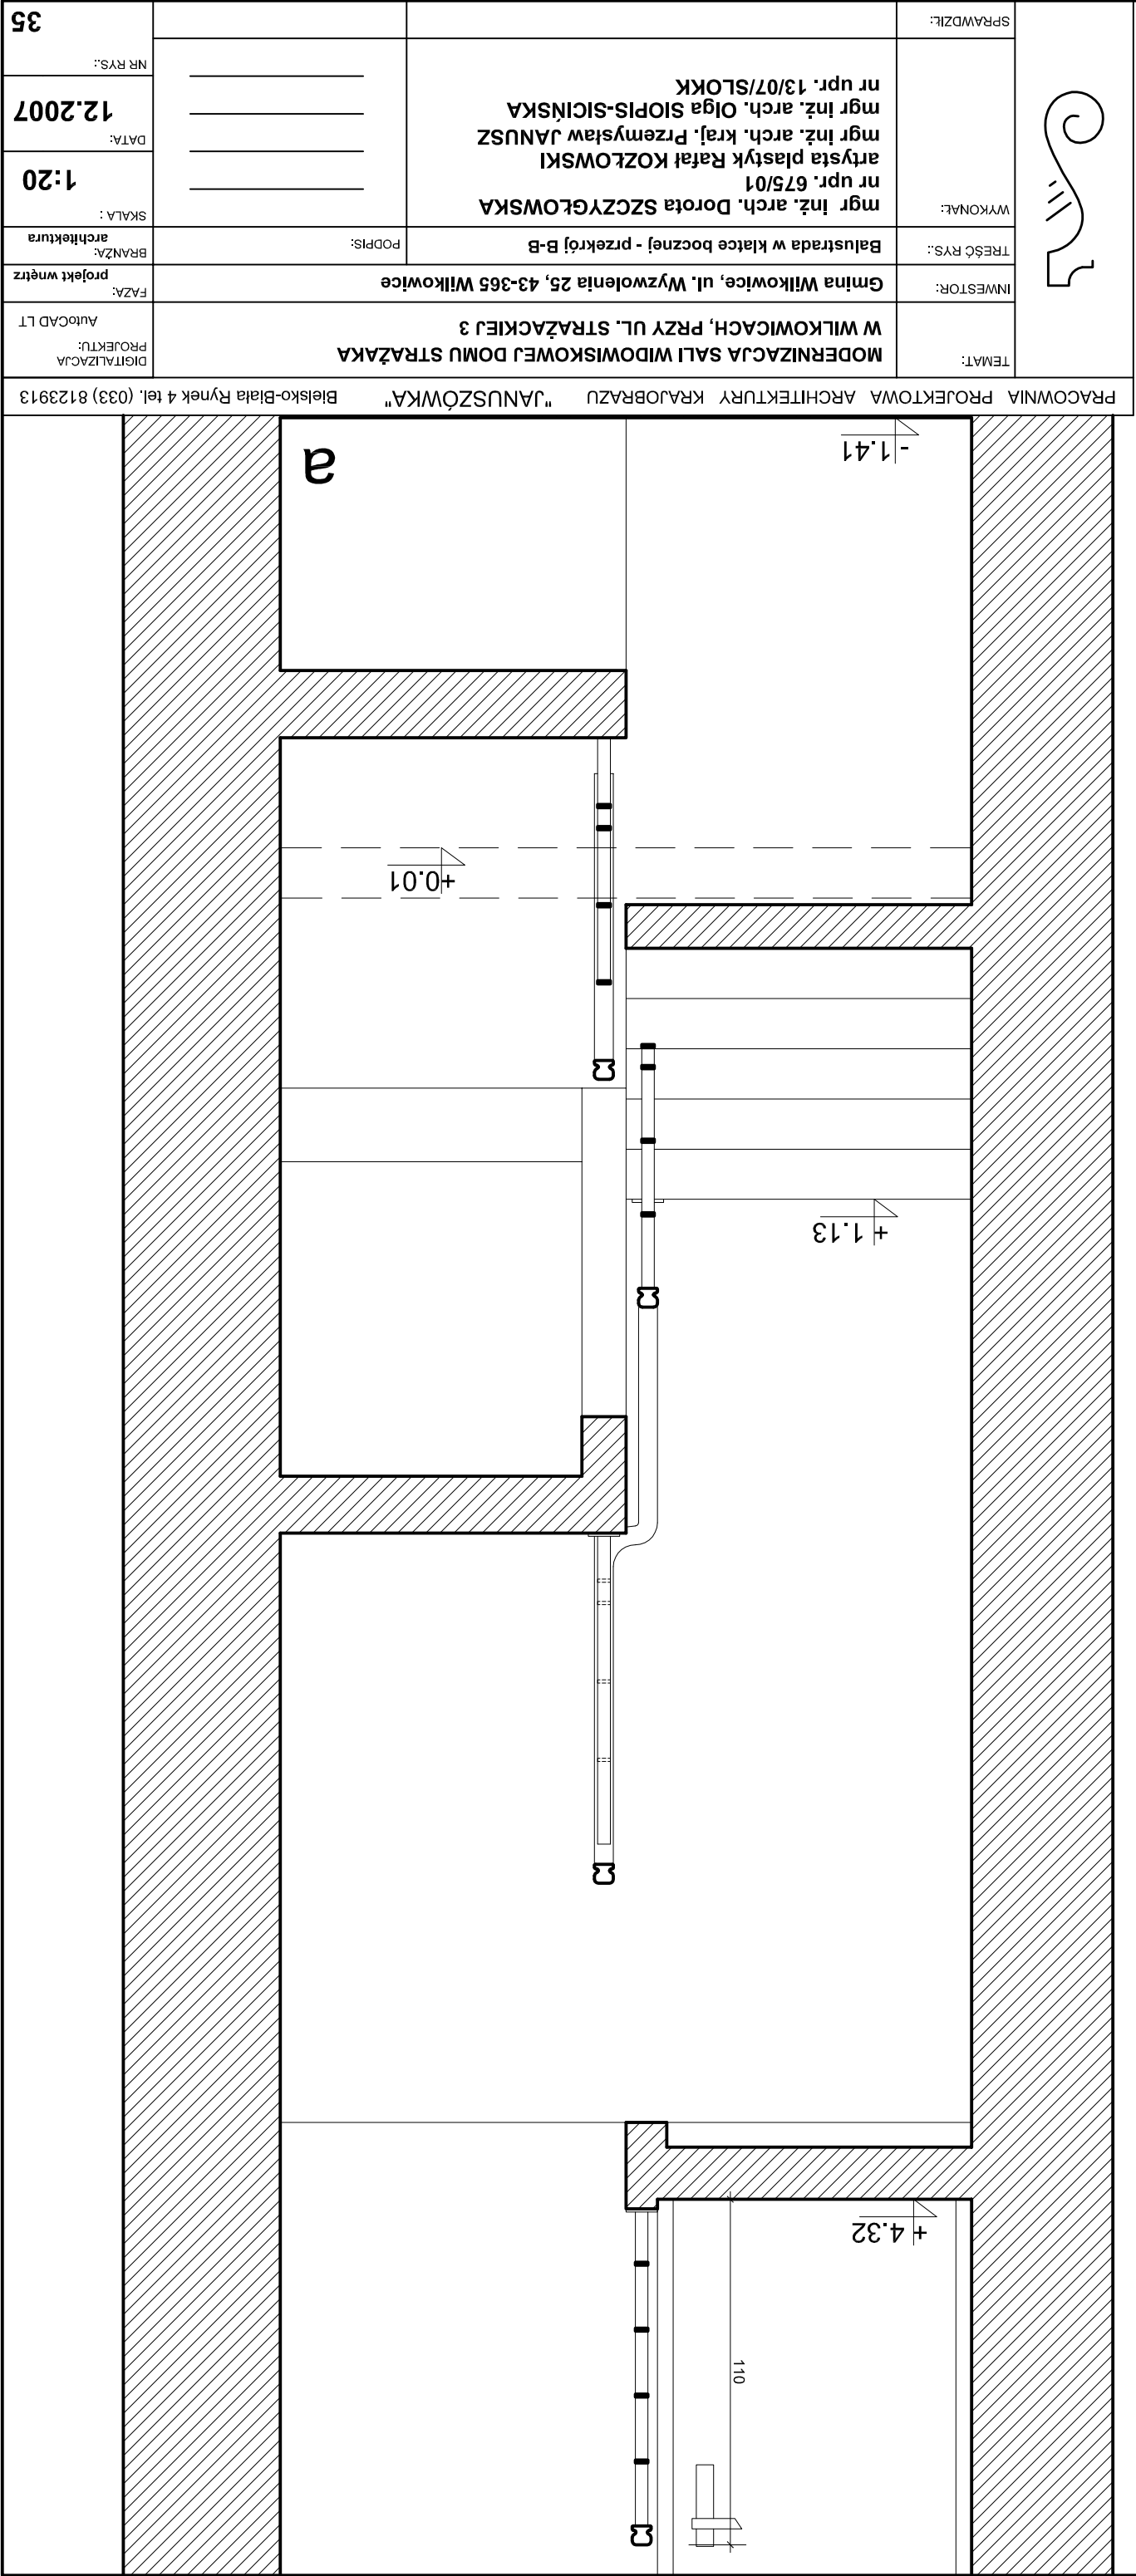 110
+ 4.32
+ 1.13
+0.01
- 1.41
a
PRACOWNIA PROJEKTOWA ARCHITEKTURY KRAJOBRAZU "JANUSZÓWKA" Bielsko-Biała Rynek 4 tel. (033) 8123913
TEMAT:
MODERNIZACJA SALI WIDOWISKOWEJ DOMU STRAŻAKA
W WILKOWICACH, PRZY UL. STRAŻACKIEJ 3
DIGITALIZACJA
PROJEKTU:
AutoCAD LT
INWESTOR:
Gmina Wilkowice, ul. Wyzwolenia 25, 43-365 Wilkowice
FAZA:
projekt wnętrz
TREŚĆ RYS.:
Balustrada w klatce bocznej - przekrój B-B
PODPIS:
BRANŻA:
architektura
WYKONAŁ:
mgr inż. arch. Dorota SZCZYGŁOWSKA
nr upr. 675/01
artysta plastyk Rafał KOZŁOWSKI
mgr inż. arch. kraj. Przemysław JANUSZ
mgr inż. arch. Olga SIOPIS-SICIŃSKA
nr upr. 13/07/SLOKK
SKALA :
1:20
DATA:
12.2007
NR RYS.:
35
SPRAWDZIŁ: